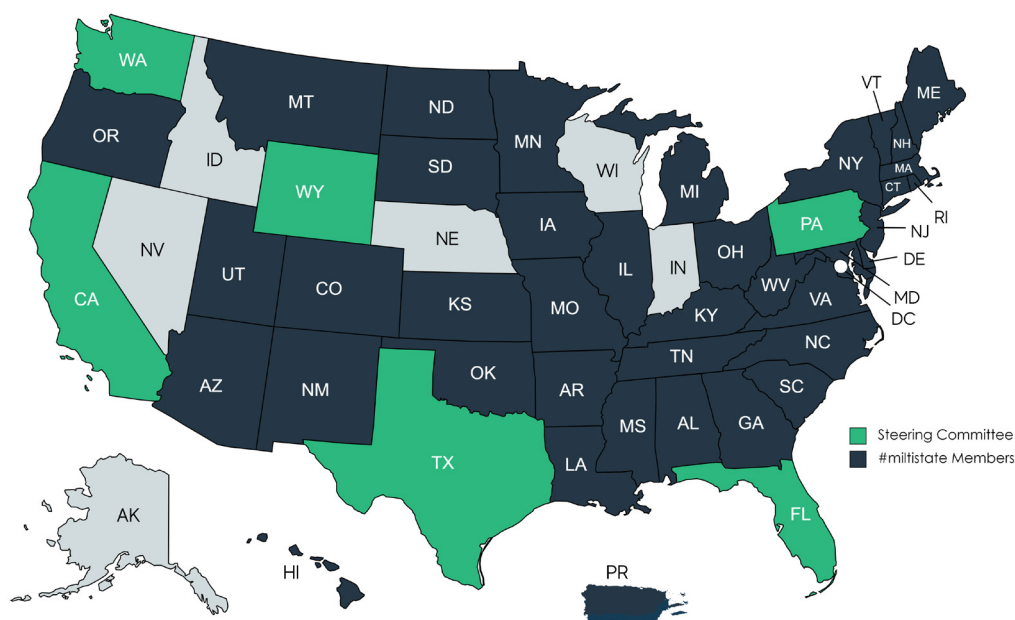 WA
MT
ND
MN
VT
ME
OR
ID
SD
WI
MI
NY
NH
MA
CT
RI
WY
IA
NE
PA
NJ
NV
UT
CO
IL
IN
OH
DE
MD
DC
CA
KS
MO
WV
VA
KY
NC
TN
AZ
NM
OK
AR
SC
MS
AL
GA
TX
LA
Steering Committee
#miltistate Members
FL
AK
HI
PR